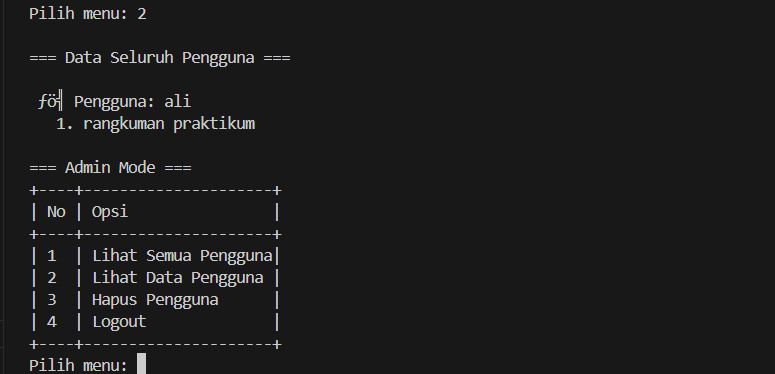 Pilih menu: 2
=== Data Seluruh Pengguna ===
ƒö╣ Pengguna: ali
1. rangkuman praktikum
=== Admin Mode ===
+----+---------------------+
| No | Opsi                |
+----+---------------------+
| 1  | Lihat Semua Pengguna|
| 2  | Lihat Data Pengguna |
| 3  | Hapus Pengguna      |
| 4  | Logout              |
+----+---------------------+
Pilih menu: